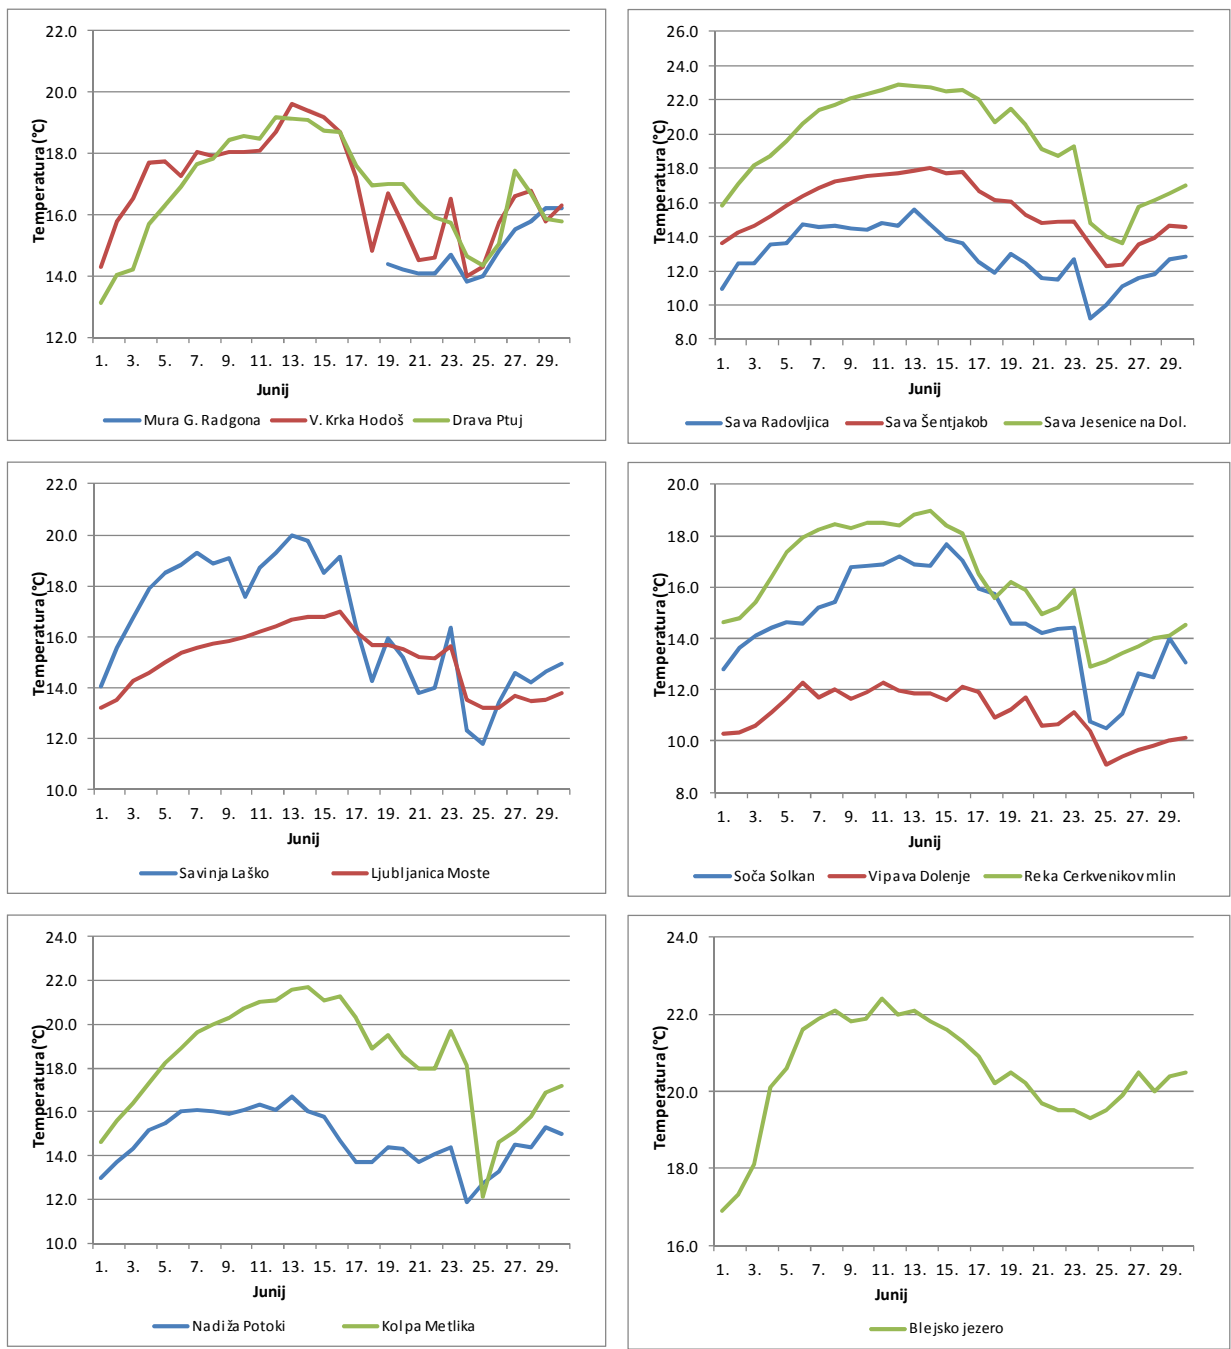 22.0
20.0
18.0
16.0
14.0
12.0
Temperatura (°C)
1. 3. 5. 7. 9. 11. 13. 15. 17. 19. 21. 23. 25. 27. 29.
Junij
Mura G. Radgona V. Krka Hodoš Drava Ptuj
26.0
24.0
22.0
20.0
18.0
16.0
14.0
12.0
10.0
8.0
Temperatura (°C)
1. 3. 5. 7. 9. 11. 13. 15. 17. 19. 21. 23. 25. 27. 29.
Junij
Sava Radovljica Sava Šentjakob Sava Jesenice na Dol.
22.0
20.0
18.0
16.0
14.0
12.0
10.0
Temperatura (°C)
1. 3. 5. 7. 9. 11. 13. 15. 17. 19. 21. 23. 25. 27. 29.
Junij
Savinja Laško Ljubljanica Moste
20.0
18.0
16.0
14.0
12.0
10.0
8.0
Temperatura (°C)
1. 3. 5. 7. 9. 11. 13. 15. 17. 19. 21. 23. 25. 27. 29.
Junij
Soča Solkan Vipava Dolenje Reka Cerkvenikov mlin
24.0
22.0
20.0
18.0
16.0
14.0
12.0
10.0
Temperatura (°C)
1. 3. 5. 7. 9. 11. 13. 15. 17. 19. 21. 23. 25. 27. 29.
Junij
Nadiža Potoki Kolpa Metlika
24.0
22.0
20.0
18.0
16.0
Temperatura (°C)
1. 3. 5. 7. 9. 11. 13. 15. 17. 19. 21. 23. 25. 27. 29.
Junij
Blejsko jezero